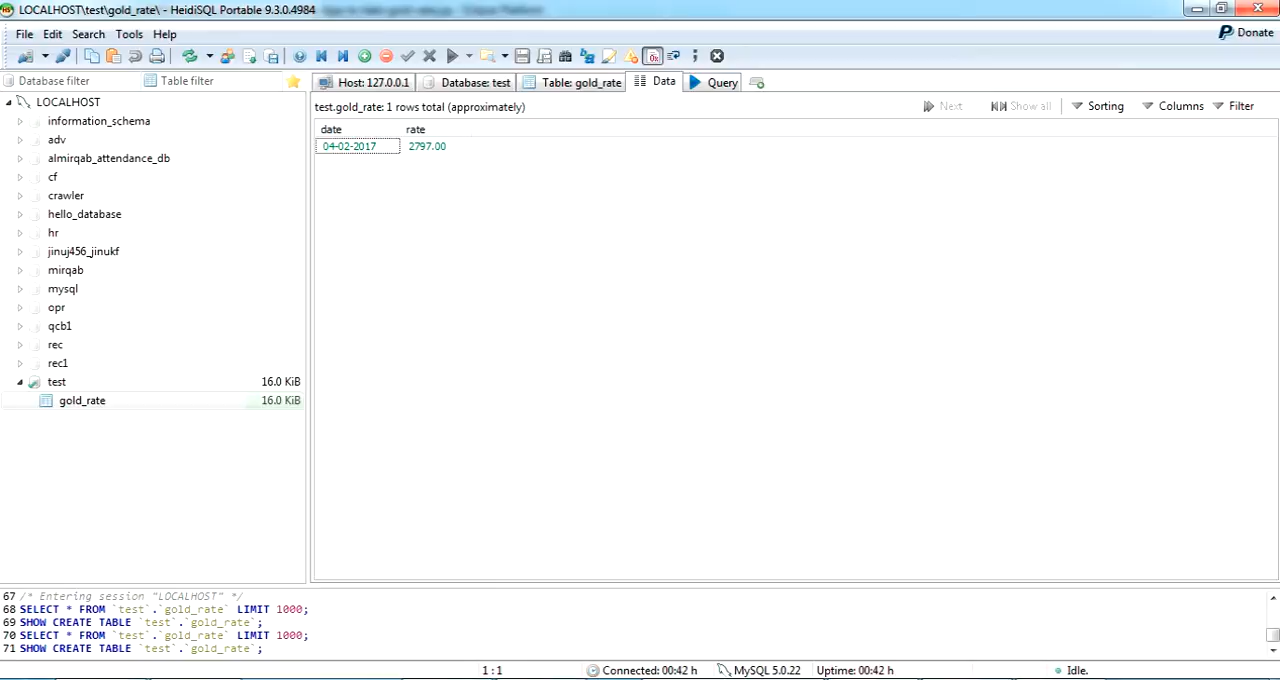 LOCALHOST\test\gold_rate\ - HeidiSQL Portable 9.3.0.4984
File Edit Search Tools Help
Donate
Database filter Table filter
Host: 127.0.0.1 Database: test Table: gold_rate Data Query
test.gold_rate: 1 rows total (approximately) Next Show all Sorting Columns Filter
date rate
04-02-2017 2797.00
LOCALHOST
information_schema
adv
almirqab_attendance_db
cf
crawler
hello_database
hr
jinuj456_jinukf
mirqab
mysql
opr
qcb1
rec
rec1
test 16.0 KiB
gold_rate 16.0 KiB
67 /* Entering session "LOCALHOST" */
68 SELECT * FROM `test`.`gold_rate` LIMIT 1000;
69 SHOW CREATE TABLE `test`.`gold_rate`;
70 SELECT * FROM `test`.`gold_rate` LIMIT 1000;
71 SHOW CREATE TABLE `test`.`gold_rate`;
1 : 1 Connected: 00:42 h MySQL 5.0.22 Uptime: 00:42 h Idle.